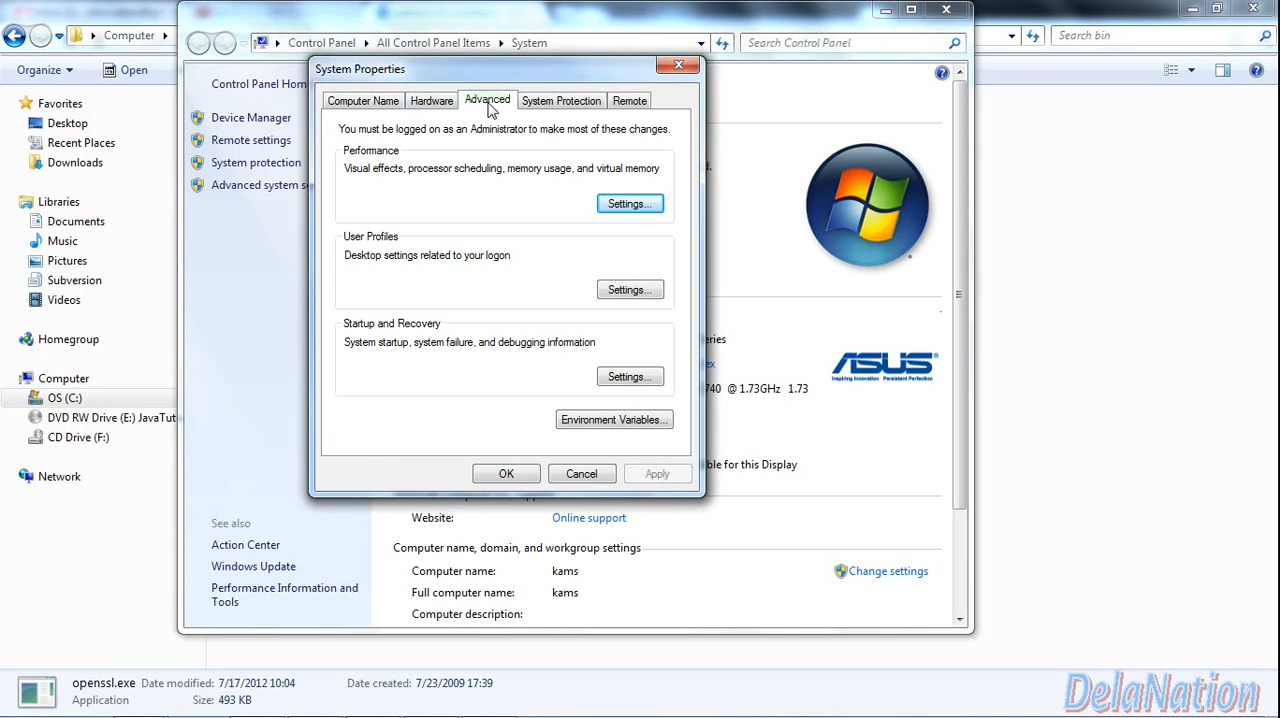 Computer
Search bin
Control Panel
All Control Panel Items
System
Search Control Panel
Organize
Open
System Properties
Control Panel Hom
Computer Name
Hardware
Advanced
System Protection
Remote
Favorites
Desktop
Recent Places
Downloads
Device Manager
Remote settings
System protection
Advanced system s
You must be logged on as an Administrator to make most of these changes.
Performance
Visual effects, processor scheduling, memory usage, and virtual memory
Settings...
User Profiles
Desktop settings related to your logon
Settings...
Startup and Recovery
System startup, system failure, and debugging information
Settings...
Environment Variables...
OK
Cancel
Apply
Libraries
Documents
Music
Pictures
Subversion
Videos
Homegroup
Computer
OS (C:)
DVD RW Drive (E:) JavaTut
CD Drive (F:)
Network
eries
ex
ASUS
Inspiring Innovation Persistent Perfection
740 @ 1.73GHz 1.73
ble for this Display
Website:
Online support
See also
Action Center
Windows Update
Performance Information and
Tools
Computer name, domain, and workgroup settings
Computer name:
kams
Change settings
Full computer name:
kams
Computer description:
openssl.exe
Date modified: 7/17/2012 10:04
Date created: 7/23/2009 17:39
Application
Size: 493 KB
DelaNation